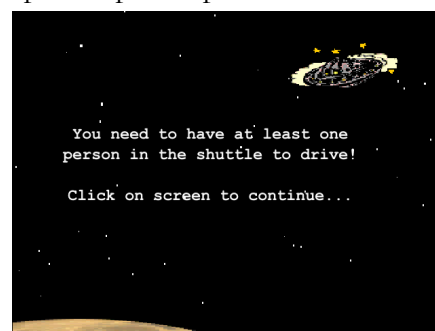 You need to have at least one
person in the shuttle to drive!
Click on screen to continue...